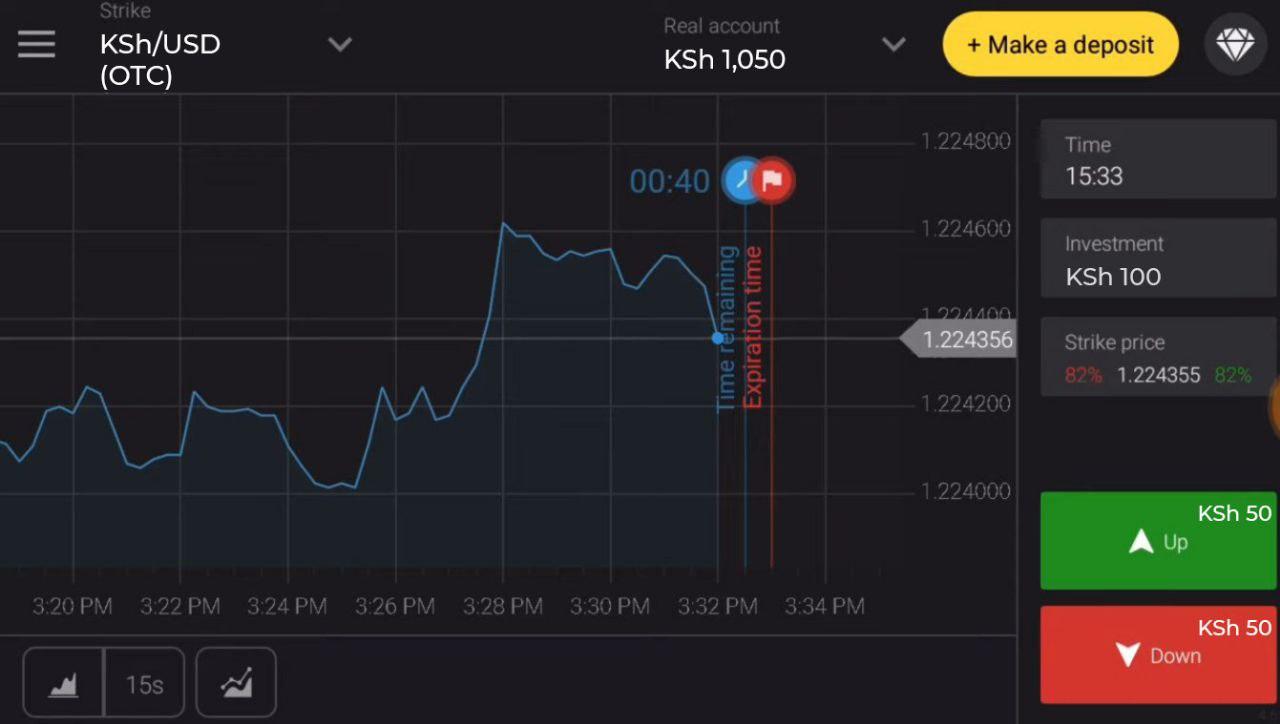 Strike
KSh/USD
(OTC)
Real account
KSh 1,050
+ Make a deposit
1.224800
1.224600
1.224400
1.224356
1.224200
1.224000
00:40
Time remaining
Expiration time
Time
15:33
Investment
KSh 100
Strike price
82% 1.224355 82%
KSh 50
Up
KSh 50
Down
3:20 PM 3:22 PM 3:24 PM 3:26 PM 3:28 PM 3:30 PM 3:32 PM 3:34 PM
15s